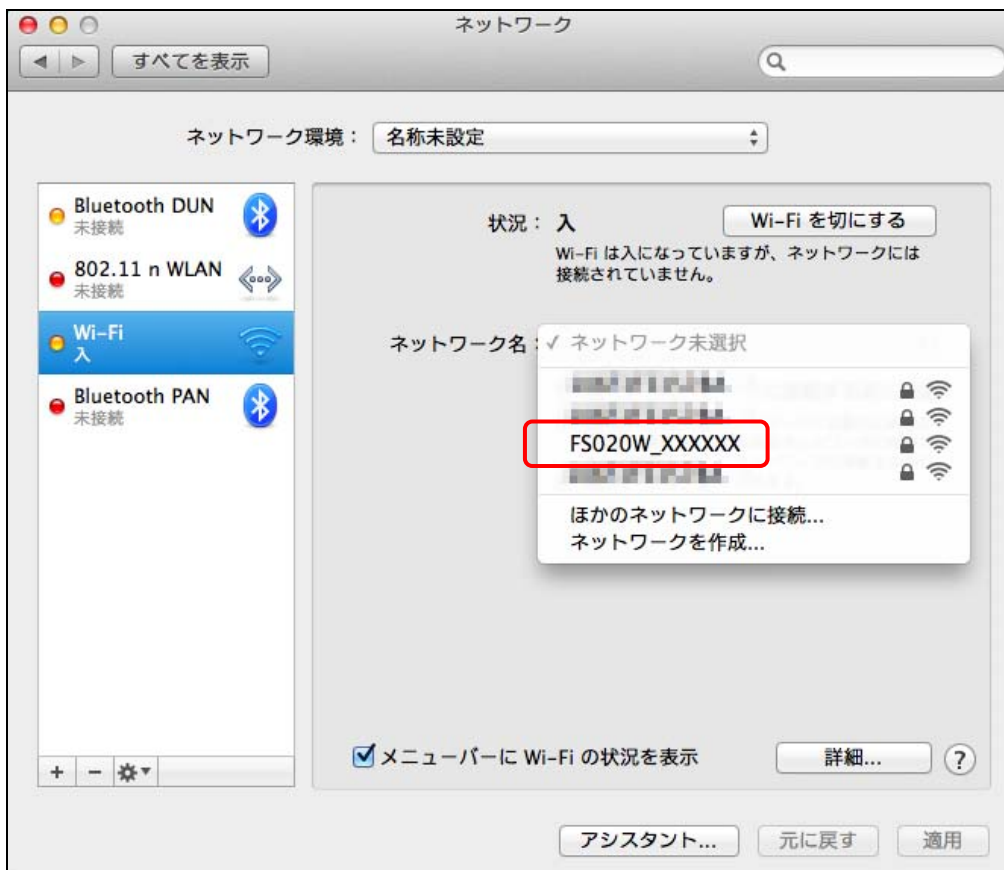 ネットワーク
すべてを表示
ネットワーク環境： 名称未設定
Bluetooth DUN
未接続
802.11 n WLAN
未接続
Wi-Fi
入
Bluetooth PAN
未接続
状況： 入
Wi-Fi を切にする
Wi-Fi は入になっていますが、ネットワークには
接続されていません。
ネットワーク名： ✓ ネットワーク未選択
FS020W_XXXXXX
ほかのネットワークに接続...
ネットワークを作成...
メニューバーに Wi-Fi の状況を表示
詳細...
?
アシスタント...
元に戻す
適用